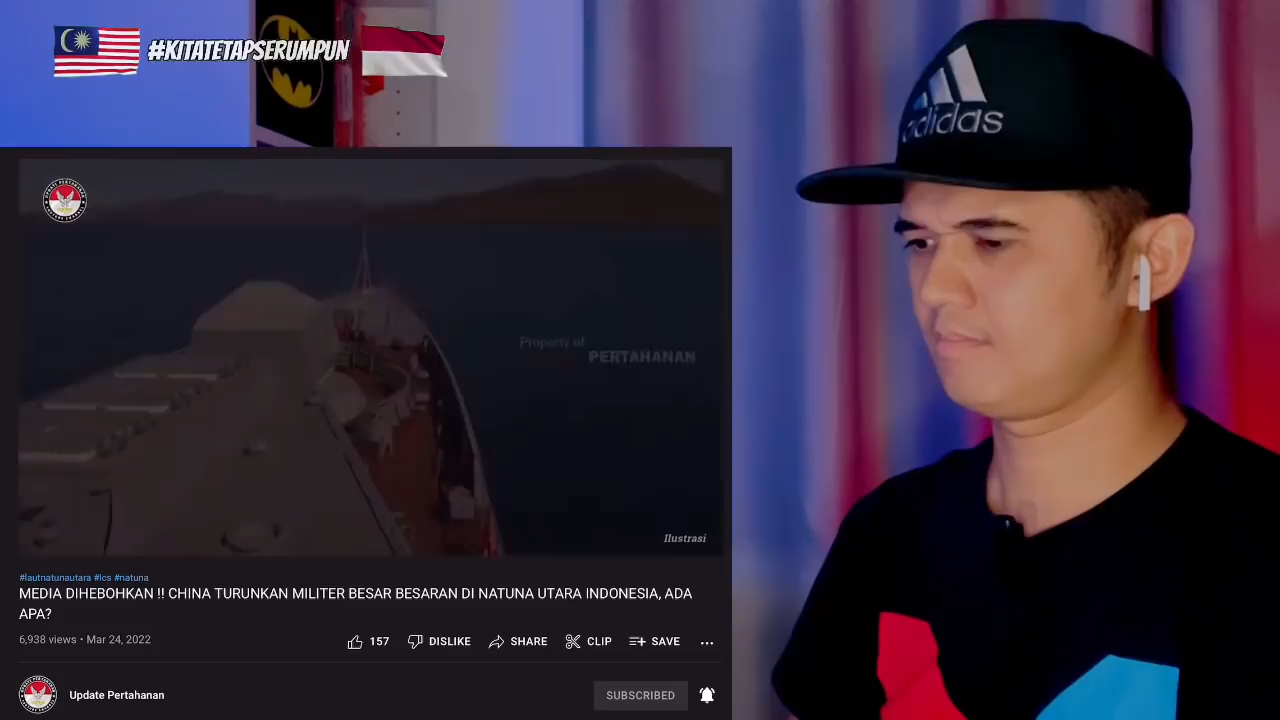 #KITATETAPSERUMPUN
adidas
Property of
PERTAHANAN
Ilustrasi
#lautnatunautara #lcs #natuna
MEDIA DIHEBOHKAN !! CHINA TURUNKAN MILITER BESAR BESARAN DI NATUNA UTARA INDONESIA, ADA
APA?
6,938 views • Mar 24, 2022
157
DISLIKE
SHARE
CLIP
SAVE
Update Pertahanan
SUBSCRIBED